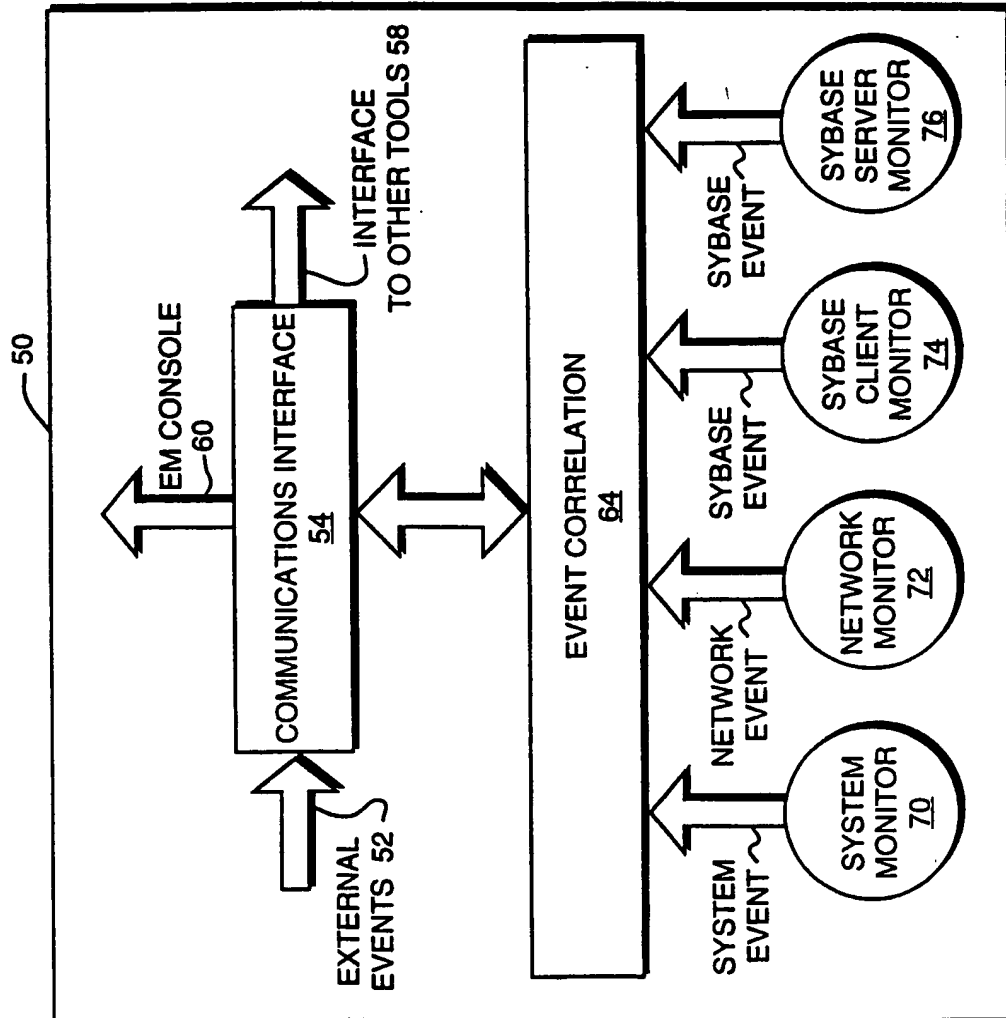 50
EM CONSOLE
60
COMMUNICATIONS INTERFACE
54
EXTERNAL
EVENTS 52
INTERFACE
TO OTHER TOOLS 58
EVENT CORRELATION
64
SYSTEM
EVENT
NETWORK
EVENT
SYBASE
EVENT
SYBASE
EVENT
SYSTEM
MONITOR
70
NETWORK
MONITOR
72
SYBASE
CLIENT
MONITOR
74
SYBASE
SERVER
MONITOR
76